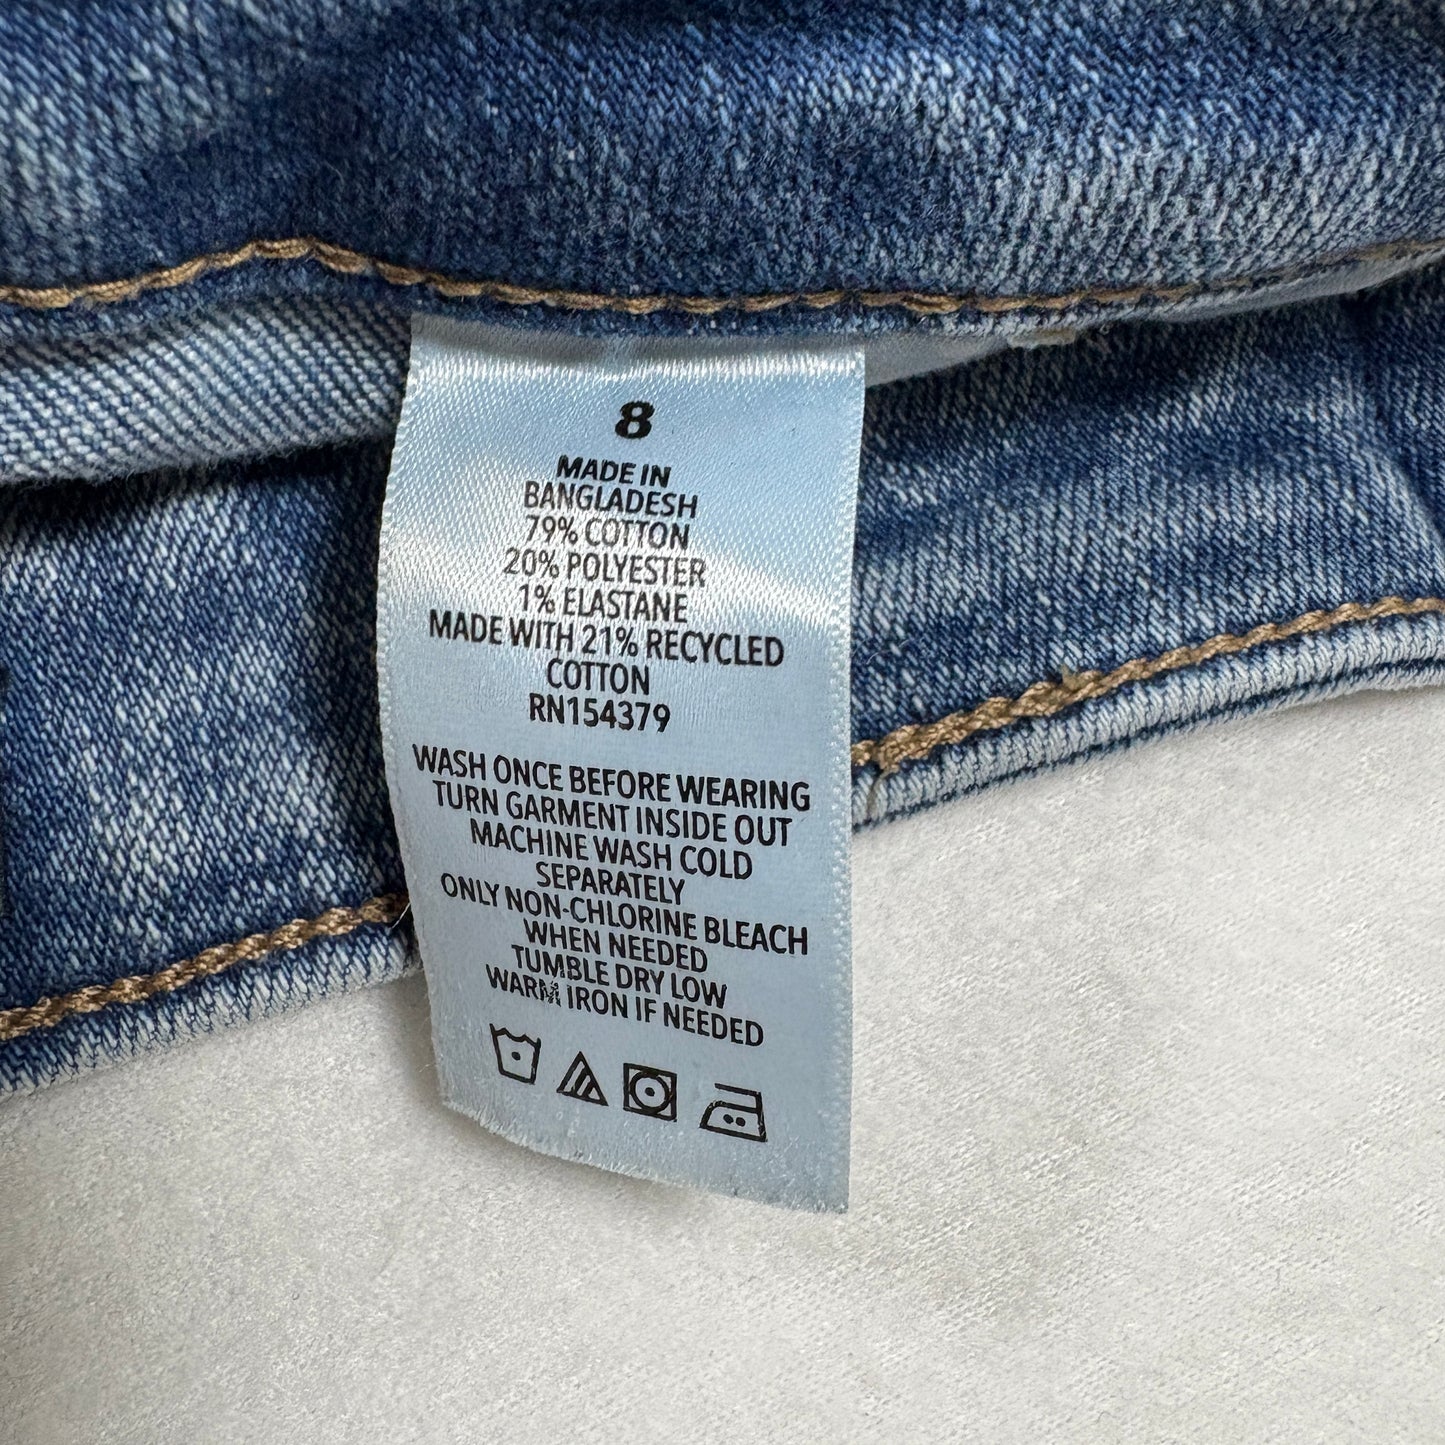 8
MADE IN
BANGLADESH
79% COTTON
20% POLYESTER
1% ELASTANE
MADE WITH 21% RECYCLED
COTTON
RN154379
WASH ONCE BEFORE WEARING
TURN GARMENT INSIDE OUT
MACHINE WASH COLD
SEPARATELY
ONLY NON-CHLORINE BLEACH
WHEN NEEDED
TUMBLE DRY LOW
WARM IRON IF NEEDED